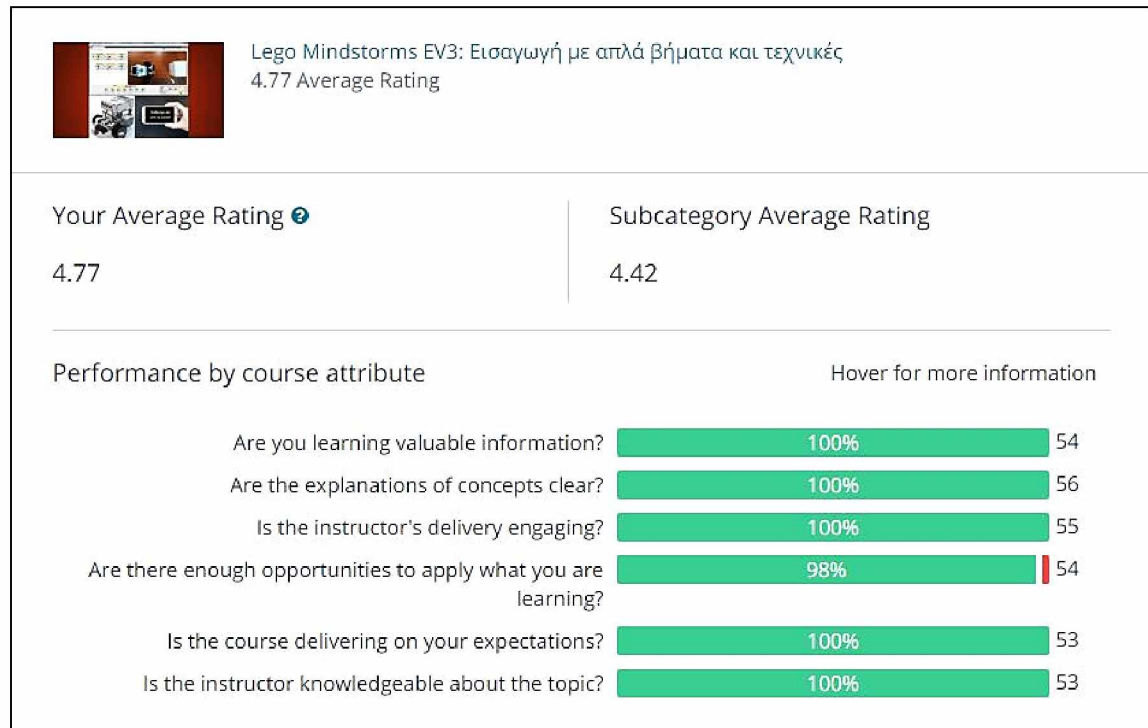 Lego Mindstorms EV3: Εισαγωγή με απλά βήματα και τεχνικές
4.77 Average Rating
Your Average Rating ?
4.77
Subcategory Average Rating
4.42
Performance by course attribute
Hover for more information
Are you learning valuable information? 100% 54
Are the explanations of concepts clear? 100% 56
Is the instructor's delivery engaging? 100% 55
Are there enough opportunities to apply what you are 98% 54
learning?
Is the course delivering on your expectations? 100% 53
Is the instructor knowledgeable about the topic? 100% 53